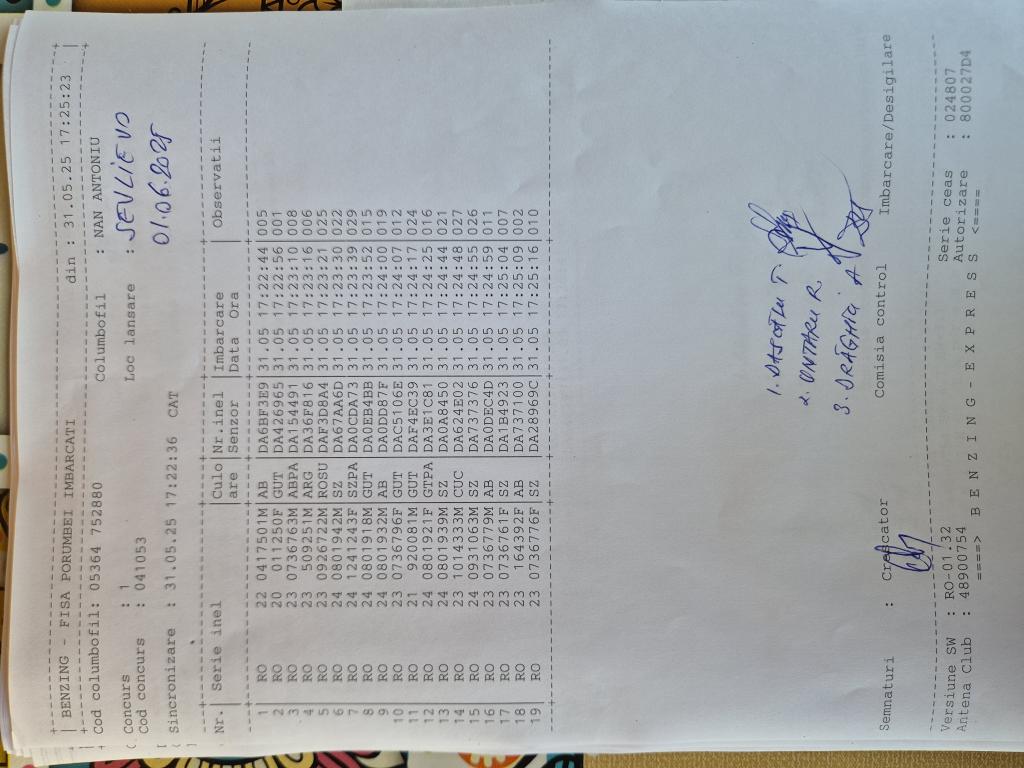 BENZING - FISA PORUMBEI IMBARCATI din : 31.05.25 17:25:23
Cod columbofil: 05364 752880 Columbofil : NAN ANTONIU
Concurs : 1 Loc lansare : SEVLIEVO
Cod concurs : 041053 01.06.2025
Sincronizare : 31.05.25 17:22:36 CAT
Nr.| Serie inel |Culo|Nr.inel |Imbarcare Observatii
|are |Senzor |Data Ora
1 | RO 22 0417501M|AB |DA6BF3E9|31.05 17:22:44 005
2 | RO 20 011250F|GUT |DA426965|31.05 17:22:56 001
3 | RO 23 0736763M|ABPA|DA154491|31.05 17:23:10 008
4 | RO 23 509251M|ARG |DA36F816|31.05 17:23:16 006
5 | RO 23 0926722M|ROSU|DAF3D8A4|31.05 17:23:21 025
6 | RO 24 0801942M|SZ |DA67AA6D|31.05 17:23:30 022
7 | RO 24 1241243F|SZPA|DA0CDA73|31.05 17:23:39 029
8 | RO 24 0801918M|GUT |DA0EB4BB|31.05 17:23:52 015
9 | RO 24 0801932M|AB |DA0DD87F|31.05 17:24:00 019
10 | RO 23 0736796F|GUT |DAC5106E|31.05 17:24:07 012
11 | RO 21 920081M|GUT |DAF4EC39|31.05 17:24:17 024
12 | RO 24 0801921F|GTPA|DA3E1C81|31.05 17:24:25 016
13 | RO 24 0801939M|SZ |DA0A8450|31.05 17:24:44 021
14 | RO 23 1014333M|CUC |DA624E02|31.05 17:24:48 027
15 | RO 24 0931063M|SZ |DA737376|31.05 17:24:55 026
16 | RO 23 0736779M|AB |DA0DEC4D|31.05 17:24:59 011
17 | RO 23 0736761F|SZ |DA1B4923|31.05 17:25:04 007
18 | RO 23 164392F|AB |DA737100|31.05 17:25:09 002
19 | RO 23 0736776F|SZ |DA28969C|31.05 17:25:16 010
1. DASCALU T
2. UNTARU R
3. DRĂGHICI A
Semnaturi : Crescator Comisia control Imbarcare/Desigilare
Versiune SW : RO-01.32 Serie ceas : 024807
Antena Club : 48900754 Autorizare : 800027D4
====> B E N Z I N G - E X P R E S S <====